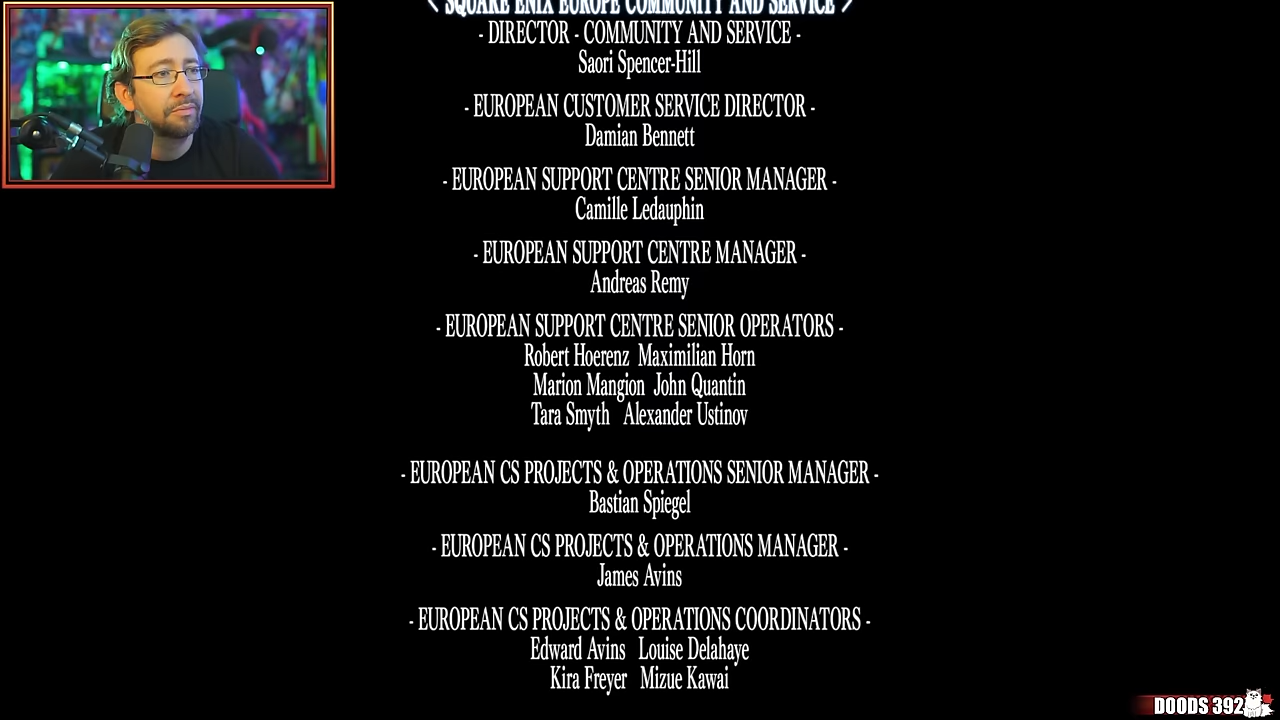 < SQUARE ENIX EUROPE COMMUNITY AND SERVICE >
- DIRECTOR - COMMUNITY AND SERVICE -
Saori Spencer-Hill
- EUROPEAN CUSTOMER SERVICE DIRECTOR -
Damian Bennett
- EUROPEAN SUPPORT CENTRE SENIOR MANAGER -
Camille Ledauphin
- EUROPEAN SUPPORT CENTRE MANAGER -
Andreas Remy
- EUROPEAN SUPPORT CENTRE SENIOR OPERATORS -
Robert Hoerenz Maximilian Horn
Marion Mangion John Quantin
Tara Smyth Alexander Ustinov
- EUROPEAN CS PROJECTS & OPERATIONS SENIOR MANAGER -
Bastian Spiegel
- EUROPEAN CS PROJECTS & OPERATIONS MANAGER -
James Avins
- EUROPEAN CS PROJECTS & OPERATIONS COORDINATORS -
Edward Avins Louise Delahaye
Kira Freyer Mizue Kawai
DOODS 392